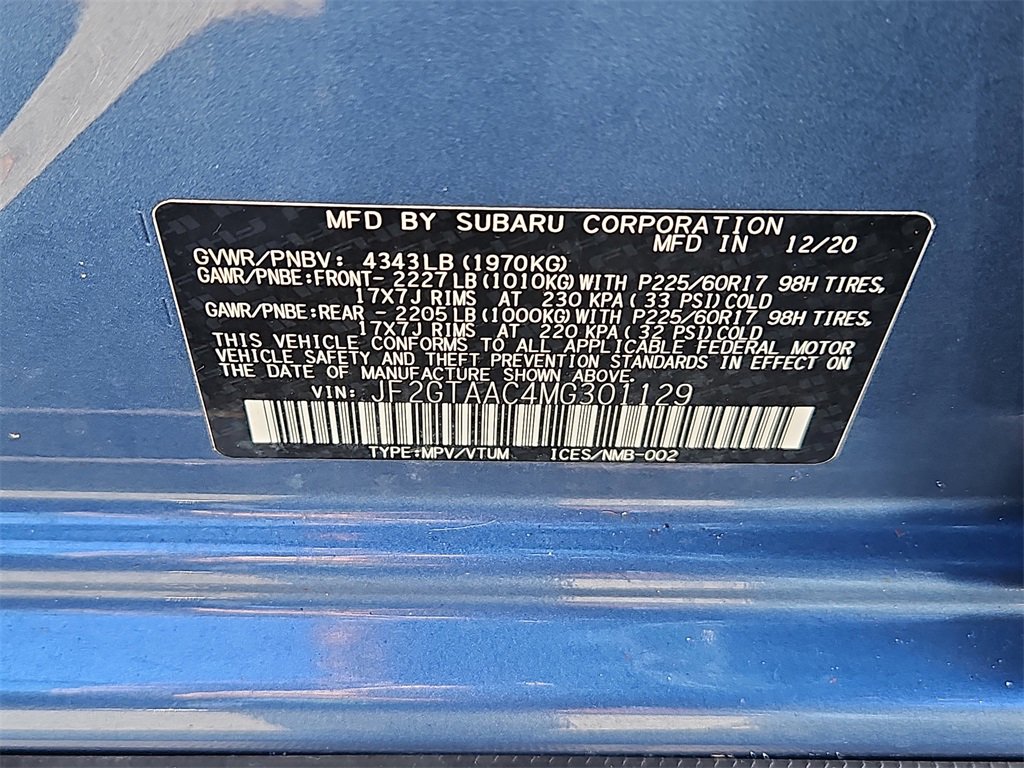 MFD BY SUBARU CORPORATION
MFD IN 12/20
GVWR/PNBV: 4343LB(1970KG)
GAWR/PNBE:FRONT- 2227LB(1010KG)WITH P225/60R17 98H TIRES,
17X7J RIMS AT 230 KPA( 33 PSI)COLD
GAWR/PNBE:REAR - 2205LB(1000KG)WITH P225/60R17 98H TIRES,
17X7J RIMS AT 220 KPA( 32 PSI)COLD
THIS VEHICLE CONFORMS TO ALL APPLICABLE FEDERAL MOTOR
VEHICLE SAFETY AND THEFT PREVENTION STANDARDS IN EFFECT ON
THE DATE OF MANUFACTURE SHOWN ABOVE.
VIN: JF2GTAAC4MG301129
TYPE:MPV/VTUM ICES/NMB-002